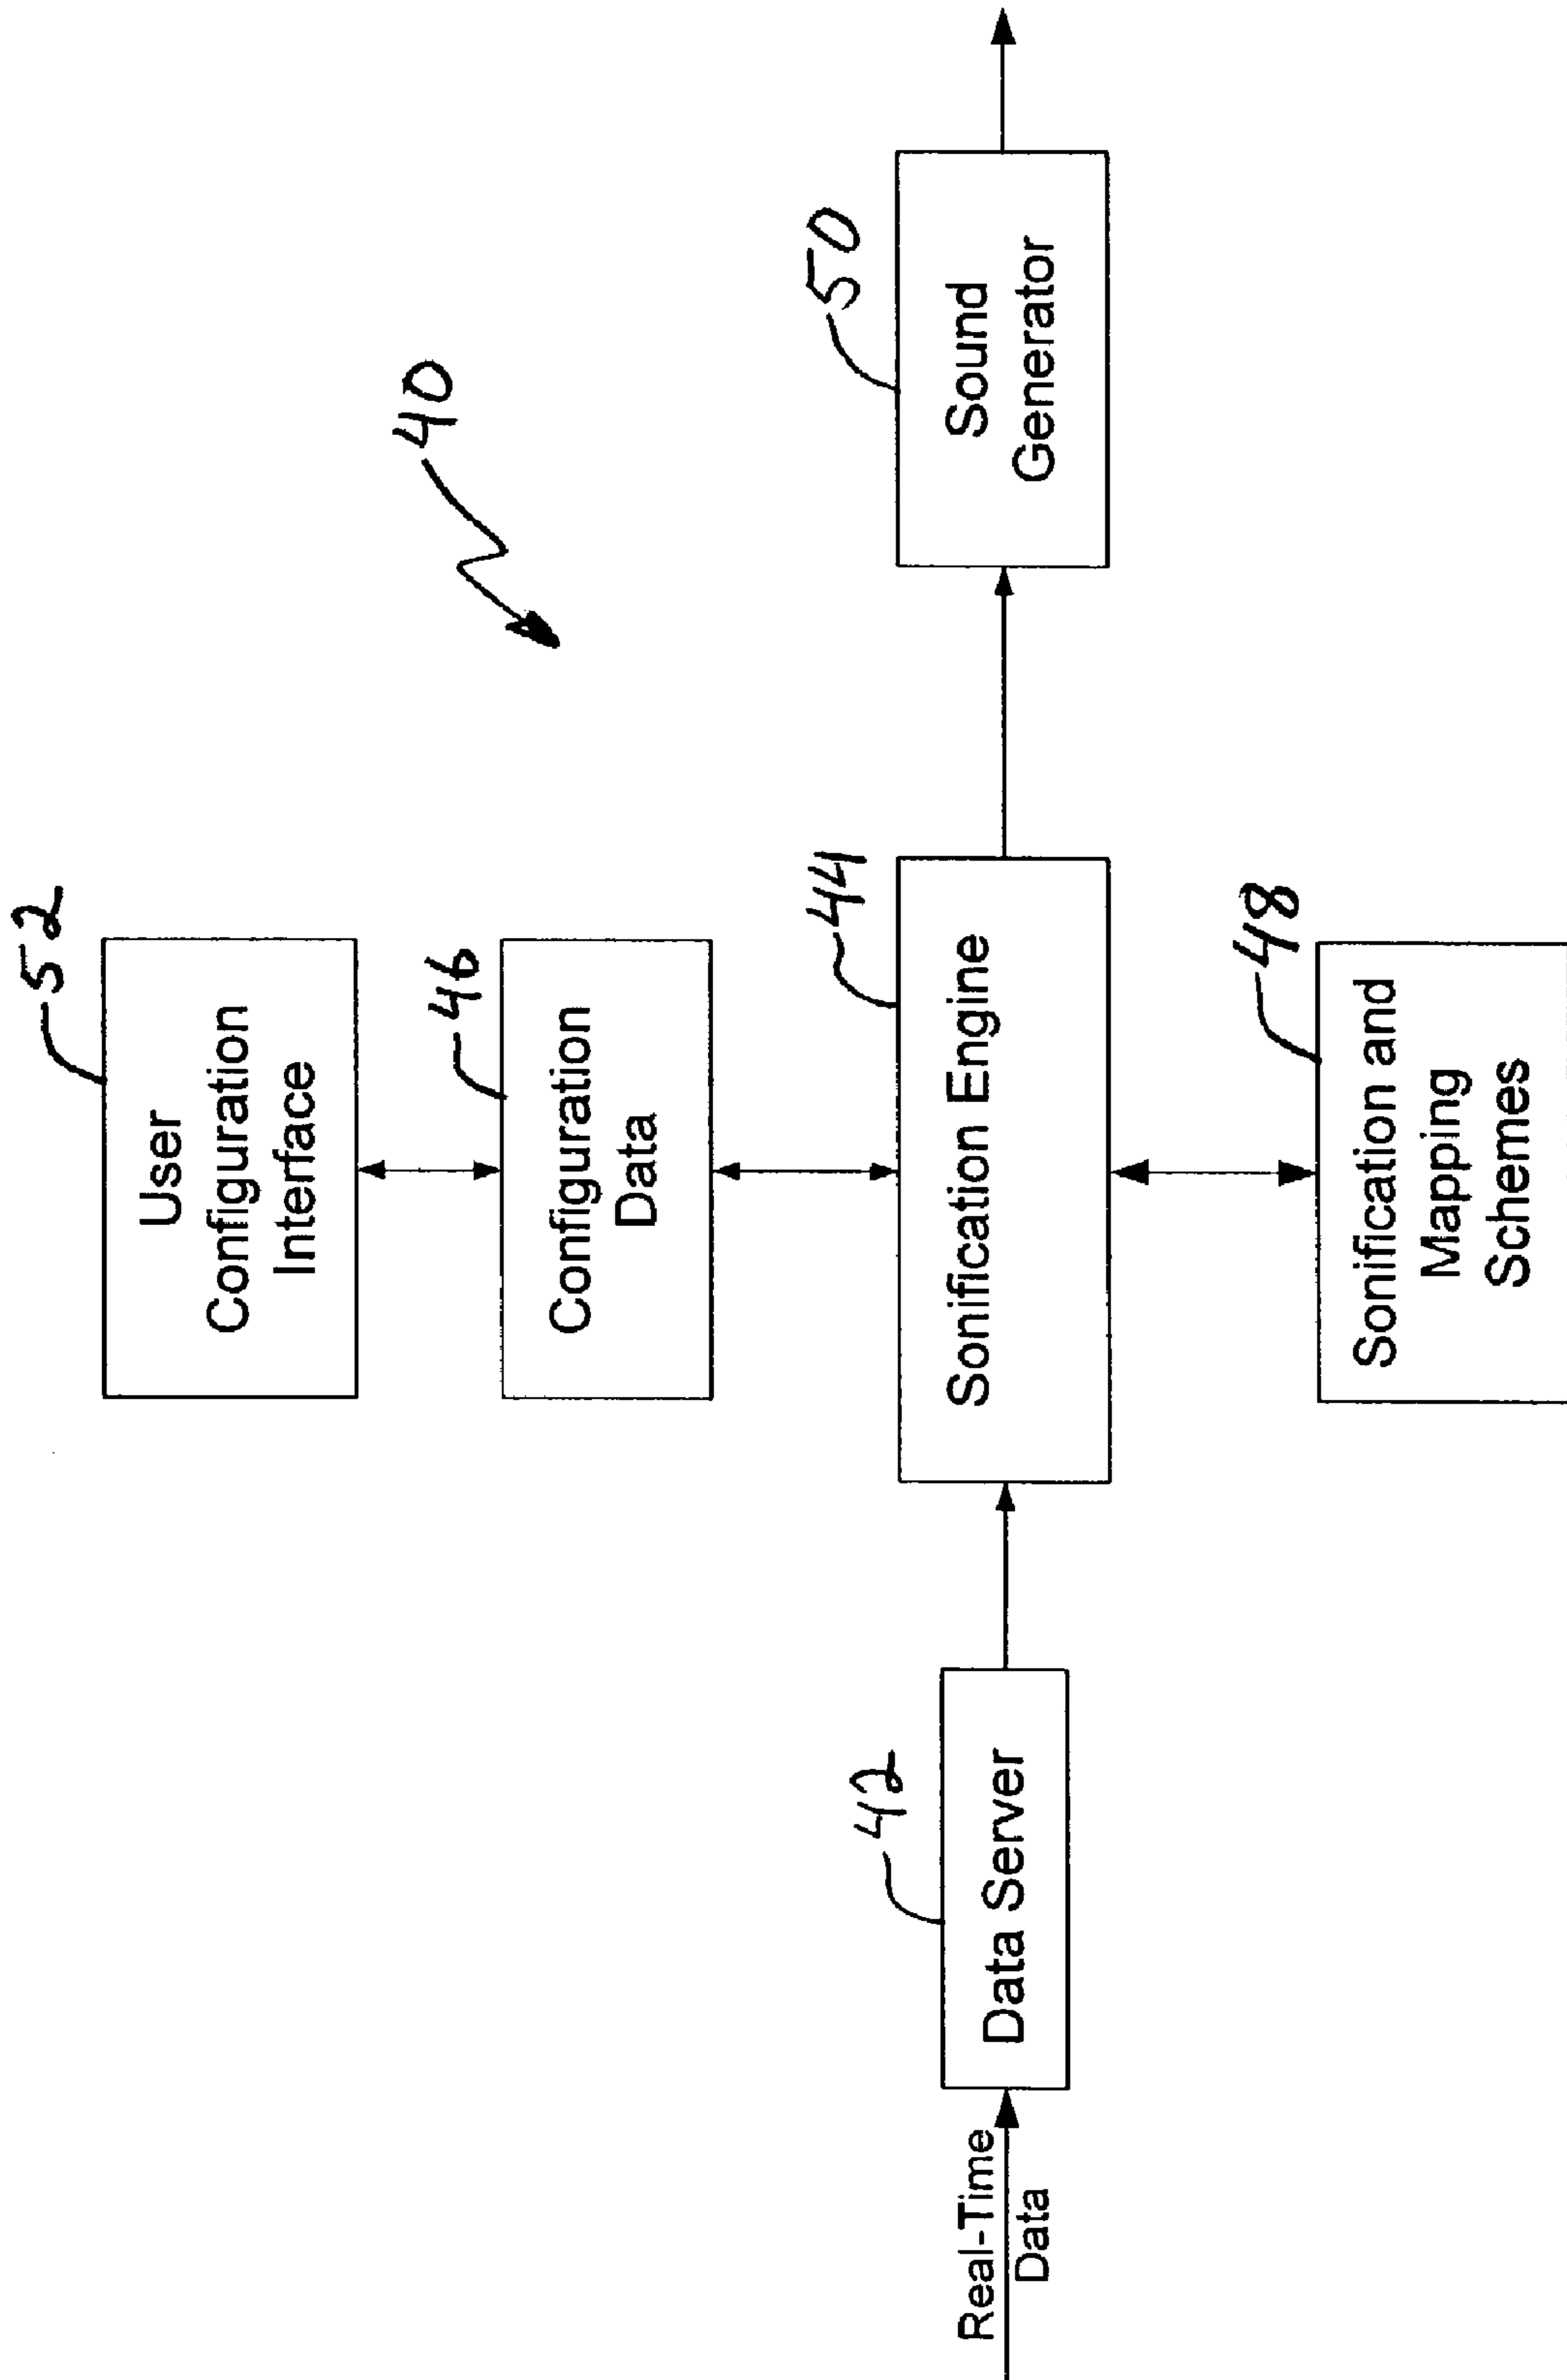 52
User
Configuration
Interface
46
Configuration
Data
40
44
Sonification Engine
50
Sound
Generator
42
Data Server
Real-Time
Data
48
Sonification and
Mapping
Schemes